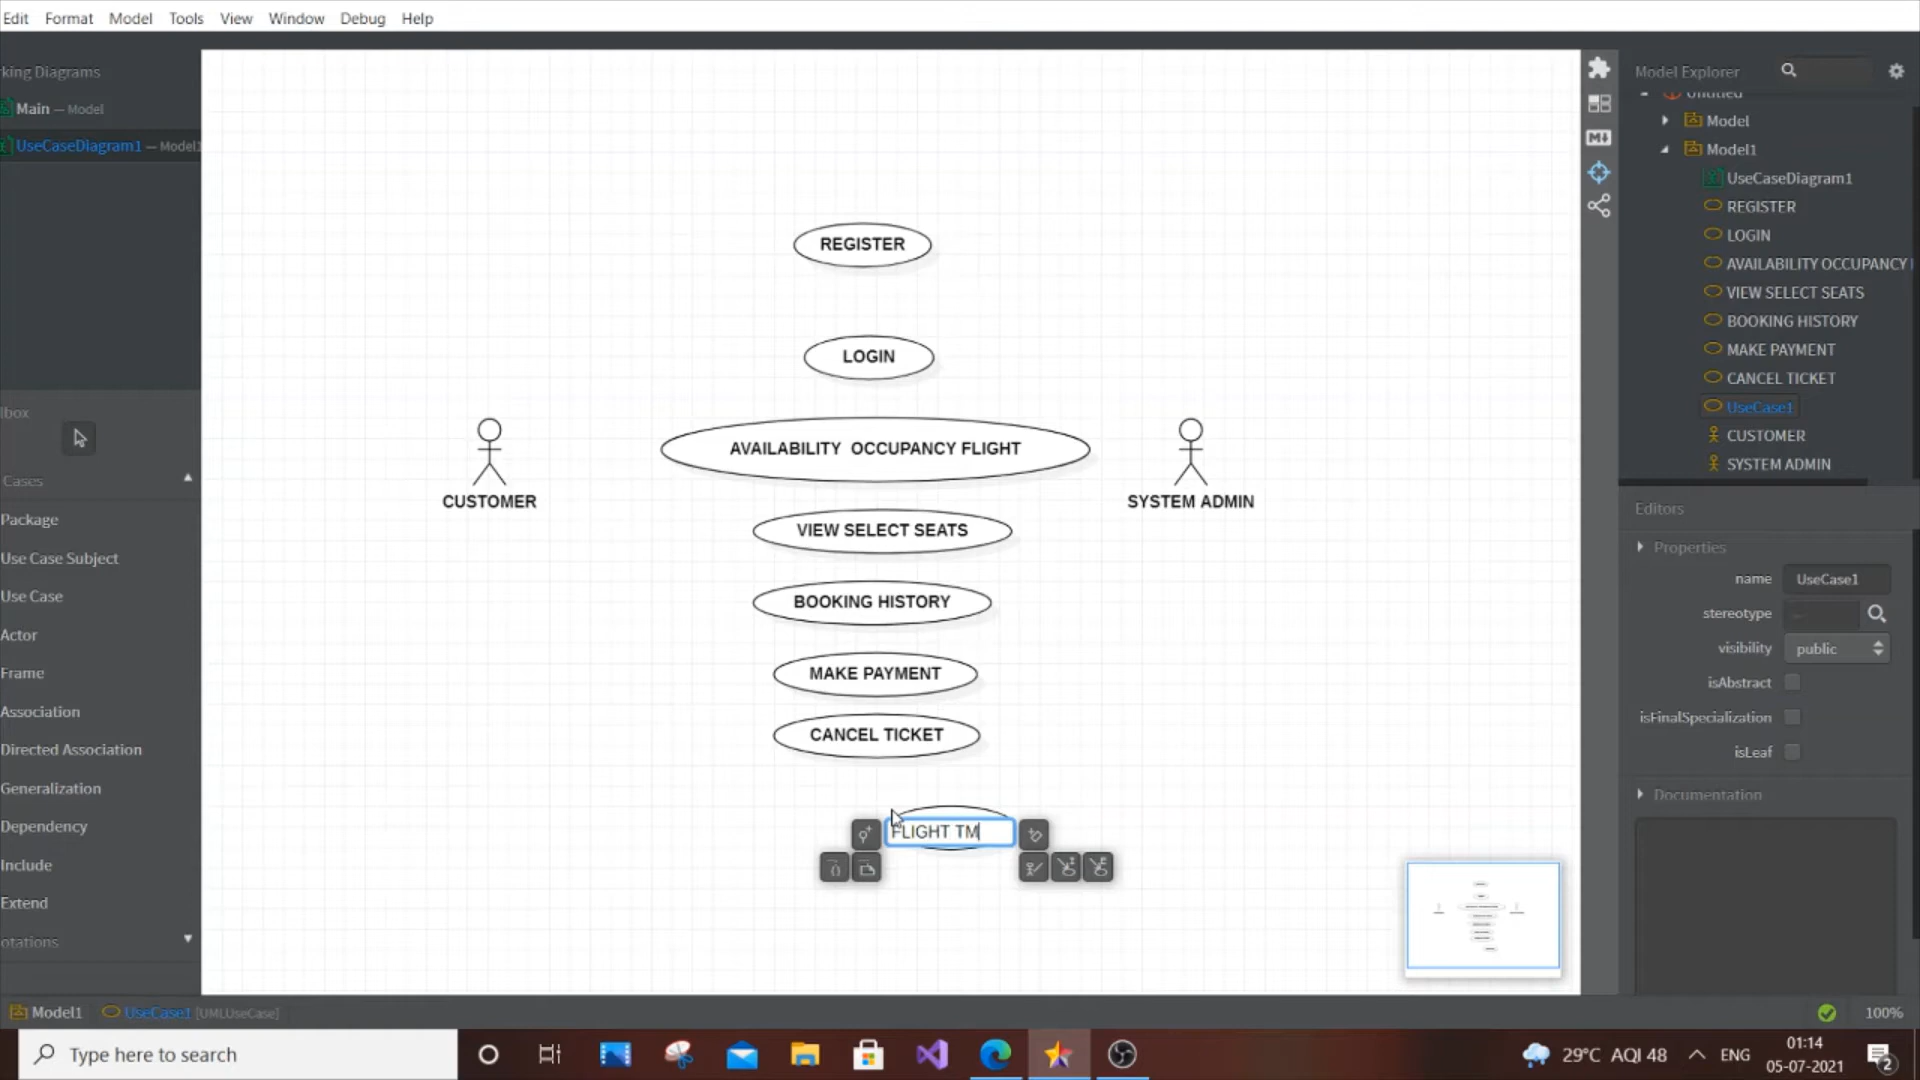 Edit Format Model Tools View Window Debug Help
king Diagrams
Main — Model
UseCaseDiagram1 — Model1
lbox
Cases
Package
Use Case Subject
Use Case
Actor
Frame
Association
Directed Association
Generalization
Dependency
Include
Extend
otations
REGISTER
LOGIN
AVAILABILITY OCCUPANCY FLIGHT
CUSTOMER
SYSTEM ADMIN
VIEW SELECT SEATS
BOOKING HISTORY
MAKE PAYMENT
CANCEL TICKET
FLIGHT TM
Model Explorer
Untitled
Model
Model1
UseCaseDiagram1
REGISTER
LOGIN
AVAILABILITY OCCUPANCY
VIEW SELECT SEATS
BOOKING HISTORY
MAKE PAYMENT
CANCEL TICKET
UseCase1
CUSTOMER
SYSTEM ADMIN
Editors
Properties
name UseCase1
stereotype —
visibility public
isAbstract
isFinalSpecialization
isLeaf
Documentation
Model1 UseCase1 [UMLUseCase]
100%
Type here to search
29°C AQI 48 ENG
01:14
05-07-2021
2